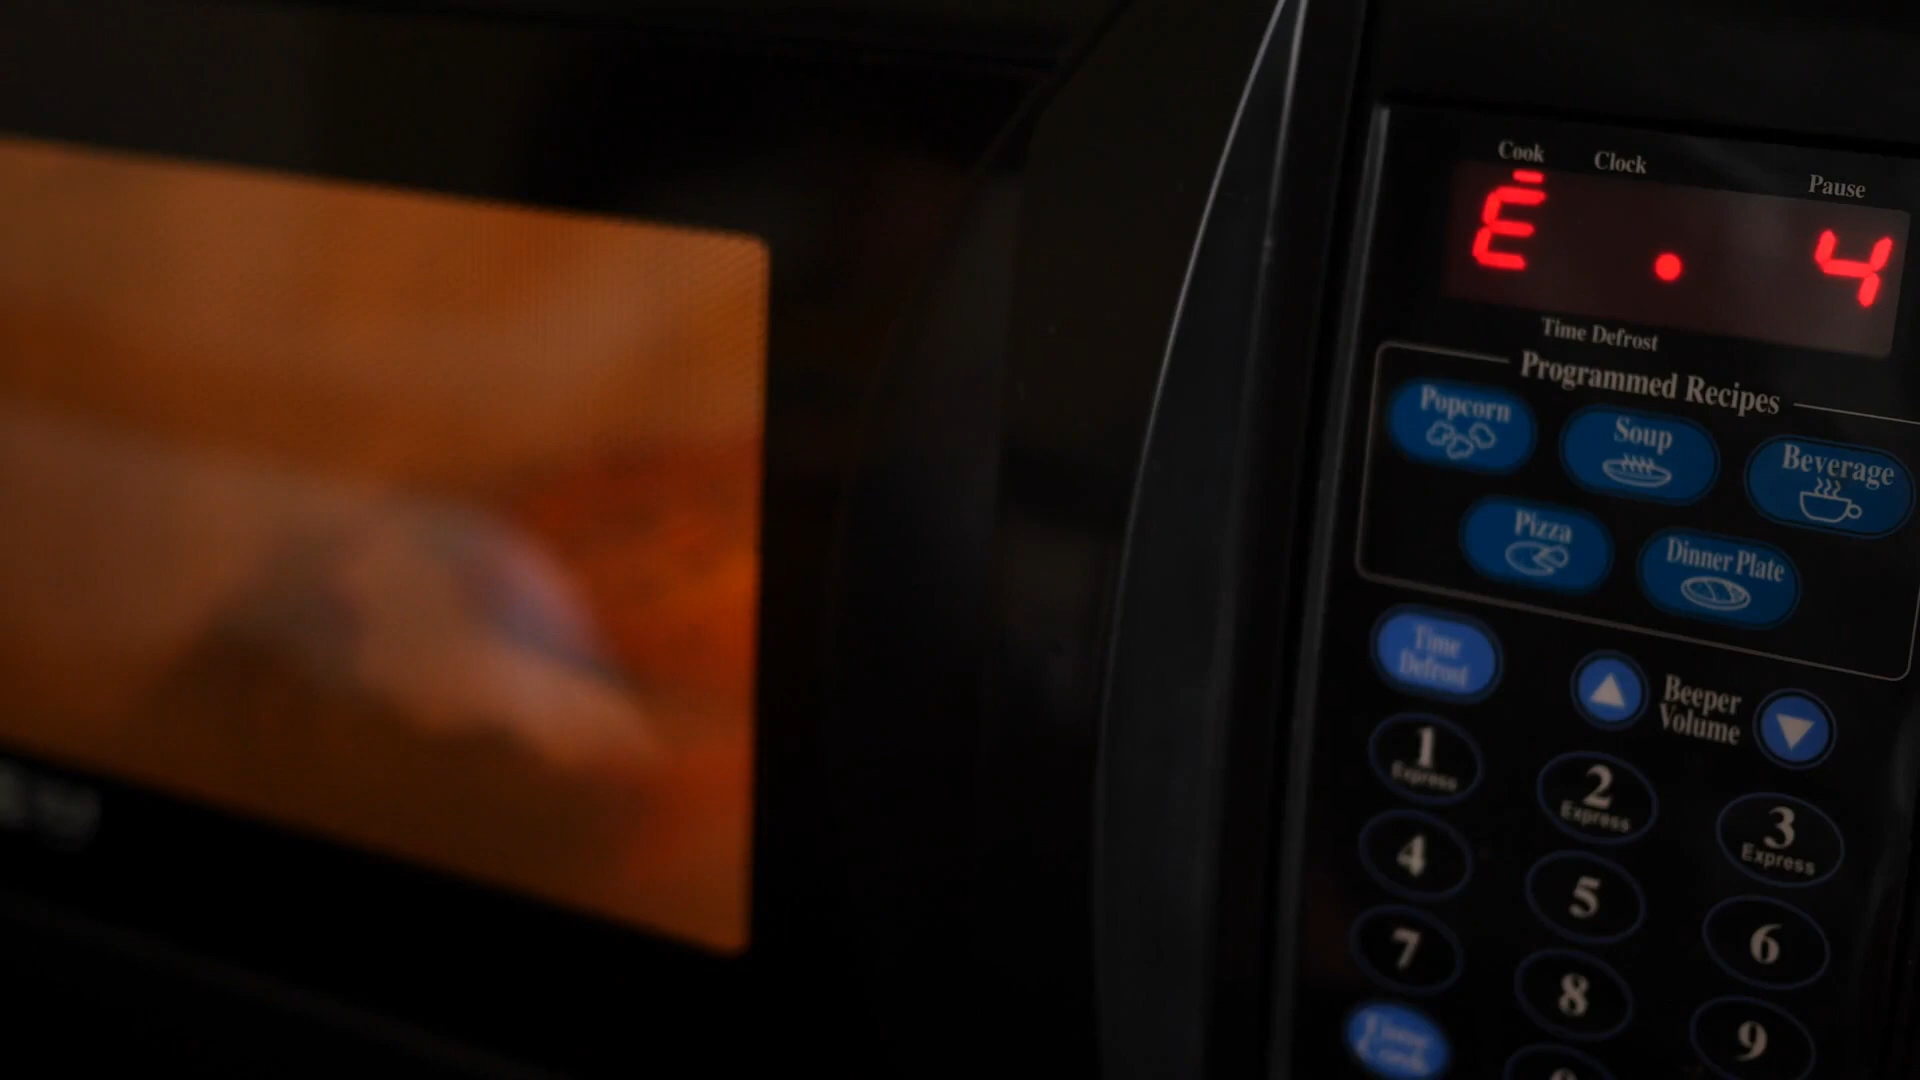 Cook Clock Pause
E . 4
Time Defrost
Programmed Recipes
Popcorn Soup Beverage
Pizza Dinner Plate
Time
Defrost
Beeper
Volume
1
Express
2
Express
3
Express
4 5 6
7 8 9